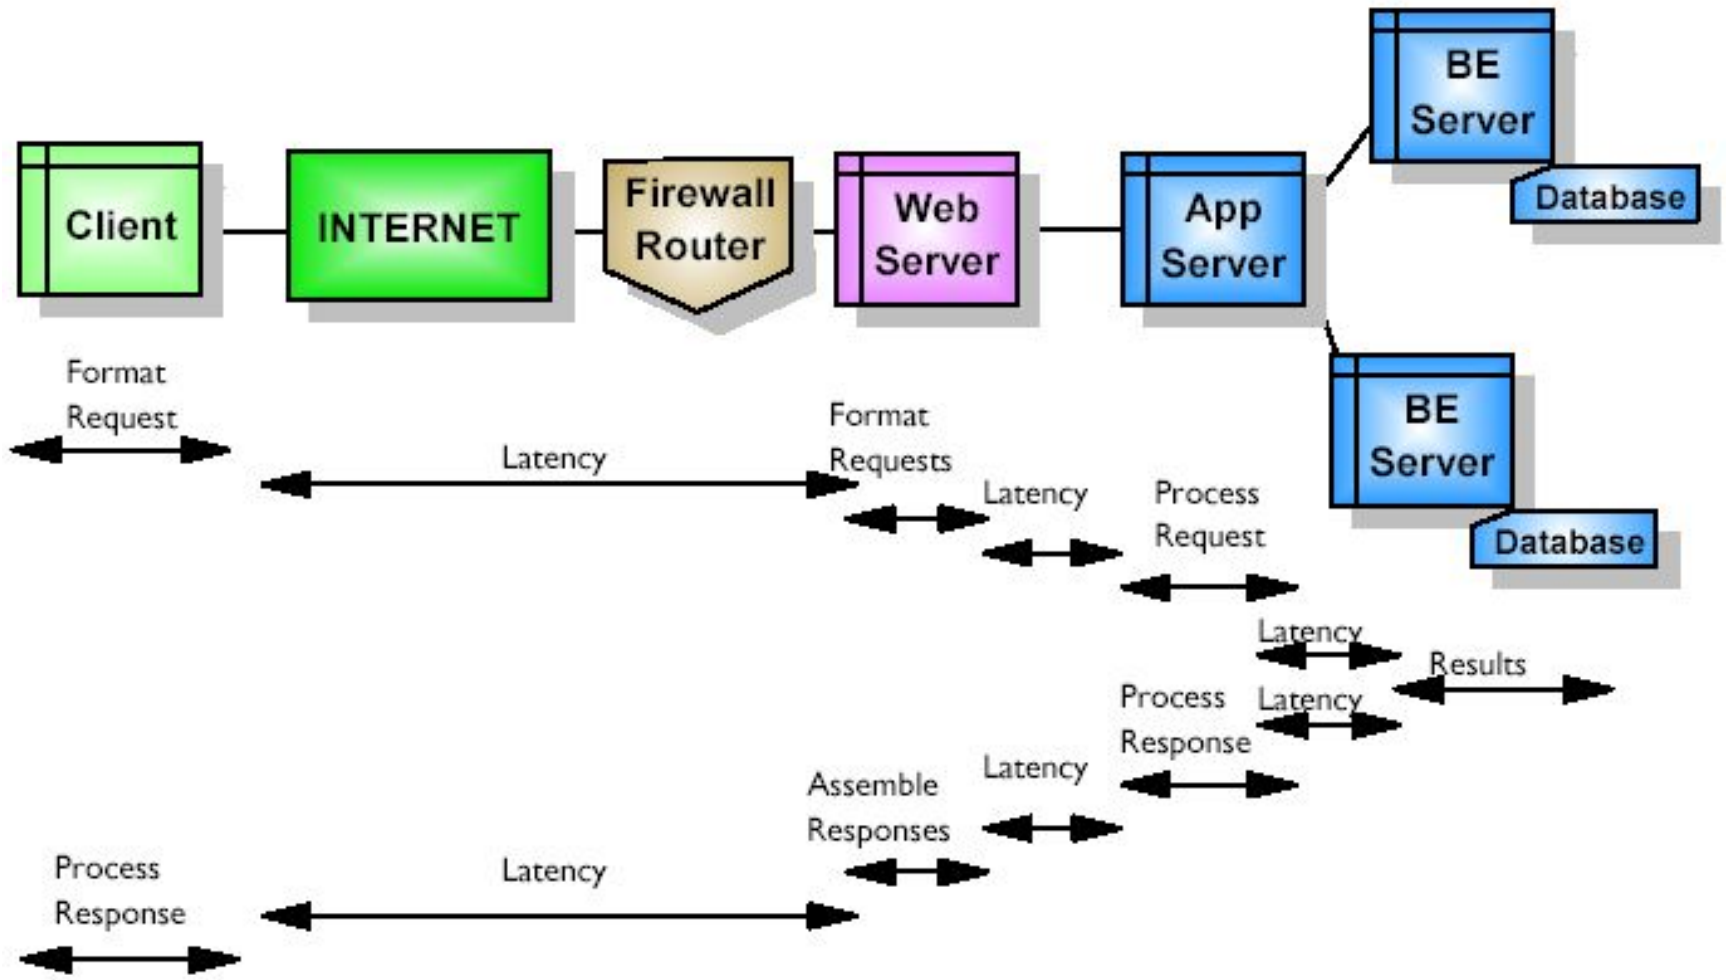 BE
Server
Database
Client
INTERNET
Firewall
Router
Web
Server
App
Server
BE
Server
Database
Format
Request
Latency
Format
Requests
Latency
Process
Request
Latency
Results
Latency
Process
Response
Latency
Assemble
Responses
Latency
Process
Response